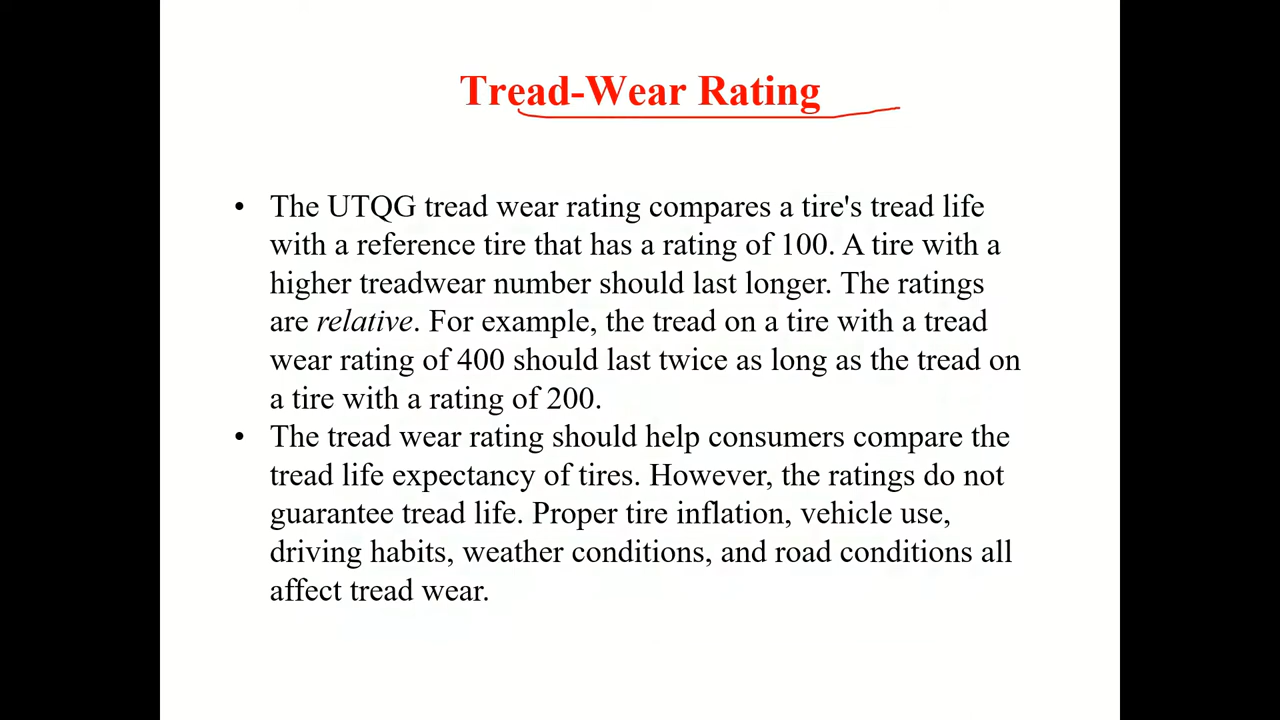 Tread-Wear Rating
• The UTQG tread wear rating compares a tire's tread life
with a reference tire that has a rating of 100. A tire with a
higher treadwear number should last longer. The ratings
are relative. For example, the tread on a tire with a tread
wear rating of 400 should last twice as long as the tread on
a tire with a rating of 200.
• The tread wear rating should help consumers compare the
tread life expectancy of tires. However, the ratings do not
guarantee tread life. Proper tire inflation, vehicle use,
driving habits, weather conditions, and road conditions all
affect tread wear.